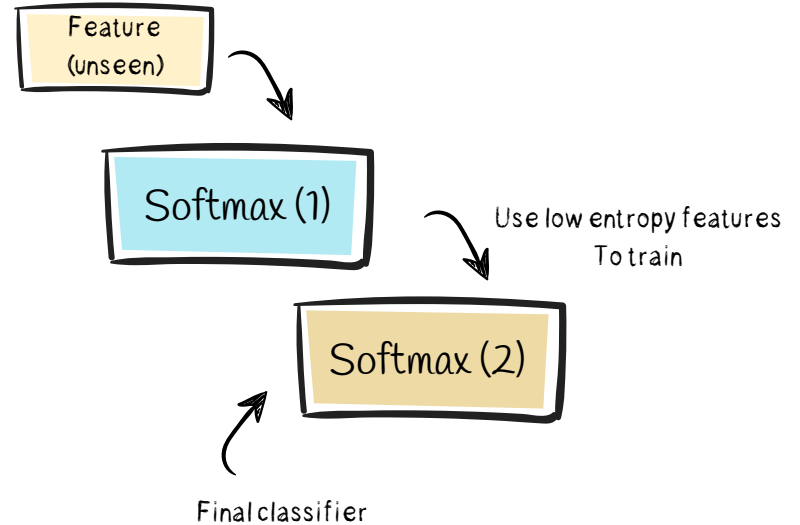 Feature
(unseen)
Softmax (1)
Use low entropy features
To train
Softmax (2)
Final classifier